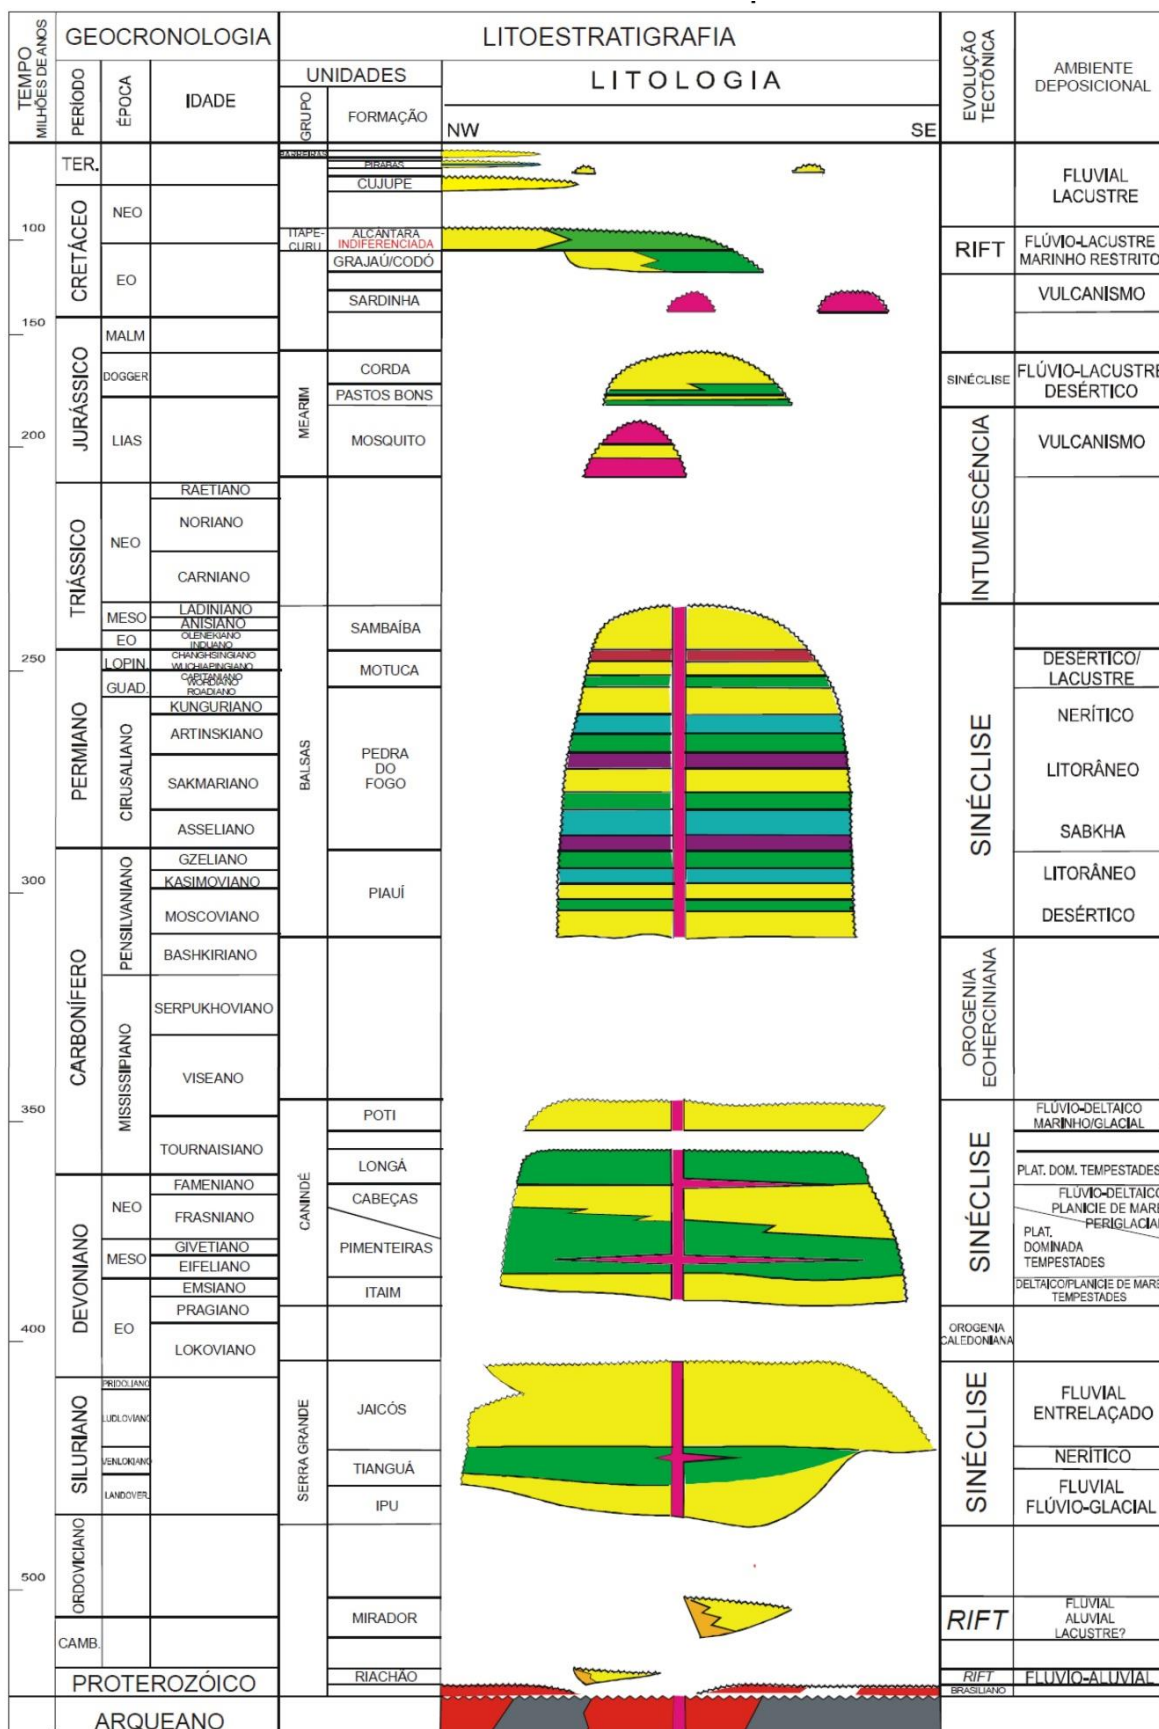 GEOCRONOLOGIA
LITOESTRATIGRAFIA
TEMPO
MILHÕES DE ANOS
PERÍODO
ÉPOCA
IDADE
UNIDADES
GRUPO
FORMAÇÃO
LITOLOGIA
NW
SE
EVOLUÇÃO
TECTÔNICA
AMBIENTE
DEPOSICIONAL
100
150
200
250
300
350
400
500
TER.
CRETÁCEO
JURÁSSICO
TRIÁSSICO
PERMIANO
CARBONÍFERO
DEVONIANO
SILURIANO
ORDOVICIANO
CAMB.
PROTEROZÓICO
ARQUEANO
NEO
EO
MALM
DOGGER
LIAS
NEO
MESO
EO
LOPIN
GUAD.
CIRUSALIANO
PENSILVANIANO
MISSISSIPIANO
NEO
MESO
EO
RAETIANO
NORIANO
CARNIANO
LADINIANO
ANISIANO
OLENEKIANO
INDUANO
CHANGHSINGIANO
WUCHIAPINGIANO
CAPITANIANO
WORDIANO
ROADIANO
KUNGURIANO
ARTINSKIANO
SAKMARIANO
ASSELIANO
GZELIANO
KASIMOVIANO
MOSCOVIANO
BASHKIRIANO
SERPUKHOVIANO
VISEANO
TOURNAISIANO
FAMENIANO
FRASNIANO
GIVETIANO
EIFELIANO
EMSIANO
PRAGIANO
LOKOVIANO
PRIDOLIANO
LUDLOVIANO
VENLOKIANO
LANDOVER.
BARREIRAS
ITAPE-
CURU
MEARIM
BALSAS
CANINDÉ
SERRA GRANDE
PIRABAS
CUJUPE
ALCÂNTARA
INDIFERENCIADA
GRAJAÚ/CODÓ
SARDINHA
CORDA
PASTOS BONS
MOSQUITO
SAMBAÍBA
MOTUCA
PEDRA
DO
FOGO
PIAUÍ
POTI
LONGÁ
CABEÇAS
PIMENTEIRAS
ITAIM
JAICÓS
TIANGUÁ
IPU
MIRADOR
RIACHÃO
RIFT
SINÉCLISE
INTUMESCÊNCIA
SINÉCLISE
OROGENIA
EOHERCINIANA
SINÉCLISE
OROGENIA
CALEDONIANA
SINÉCLISE
RIFT
RIFT
BRASILIANO
FLUVIAL
LACUSTRE
FLÚVIO-LACUSTRE
MARINHO RESTRITO
VULCANISMO
FLÚVIO-LACUSTRE
DESÉRTICO
VULCANISMO
DESÉRTICO/
LACUSTRE
NERÍTICO
LITORÂNEO
SABKHA
LITORÂNEO
DESÉRTICO
FLÚVIO-DELTAICO
MARINHO/GLACIAL
PLAT. DOM. TEMPESTADES
FLÚVIO-DELTAICO
PLANICIE DE MARÉ
PERIGLACIAL
PLAT.
DOMINADA
TEMPESTADES
DELTAICO/PLANICIE DE MARÉ
TEMPESTADES
FLUVIAL
ENTRELAÇADO
NERÍTICO
FLUVIAL
FLÚVIO-GLACIAL
FLUVIAL
ALUVIAL
LACUSTRE?
FLUVIO-ALUVIAL